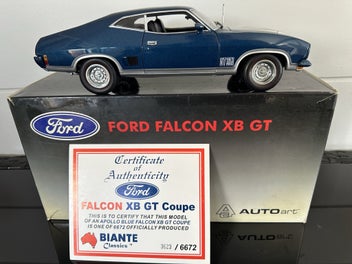 Ford
FORD FALCON XB GT
Certificate
of
Authenticity
Ford
FALCON XB GT Coupe
THIS IS TO CERTIFY THAT THIS MODEL
OF AN APOLLO BLUE FALCON XB GT COUPE
IS ONE OF 6672 OFFICIALLY PRODUCED
BIANTE
Classics
3623 / 6672
AUTOart